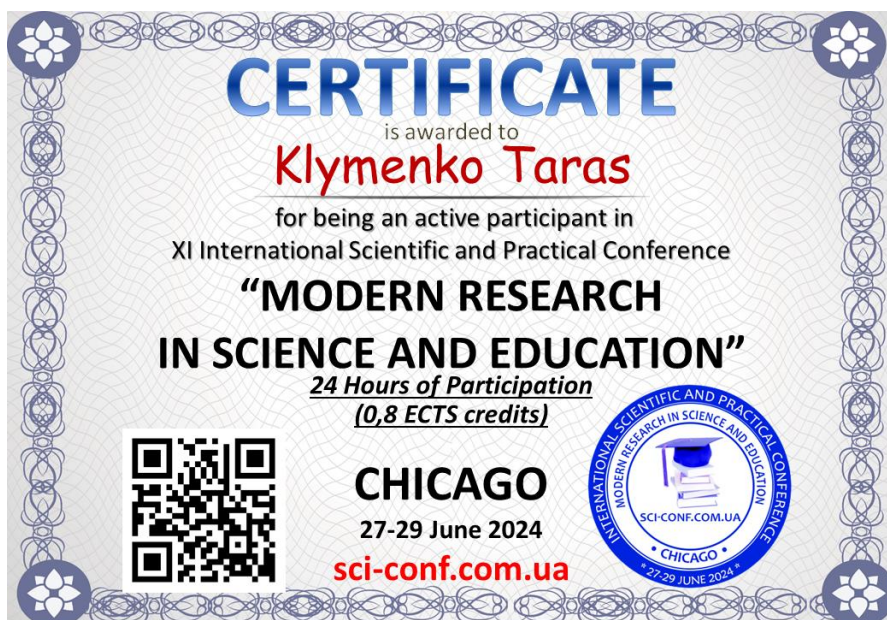 CERTIFICATE
is awarded to
Klymenko Taras
for being an active participant in
XI International Scientific and Practical Conference
“MODERN RESEARCH
IN SCIENCE AND EDUCATION”
24 Hours of Participation
(0,8 ECTS credits)
CHICAGO
27-29 June 2024
sci-conf.com.ua
INTERNATIONAL SCIENTIFIC AND PRACTICAL CONFERENCE
MODERN RESEARCH IN SCIENCE AND EDUCATION
SCI-CONF.COM.UA
• CHICAGO •
* 27-29 JUNE 2024 *